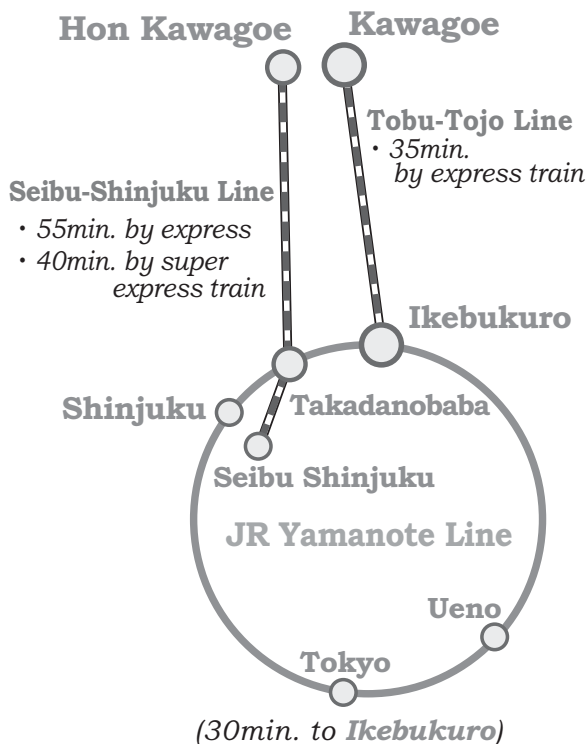 Hon Kawagoe
Kawagoe
Tobu-Tojo Line
・35min.
by express train
Seibu-Shinjuku Line
・55min. by express
・40min. by super
express train
Ikebukuro
Takadanobaba
Shinjuku
Seibu Shinjuku
JR Yamanote Line
Ueno
Tokyo
(30min. to Ikebukuro)